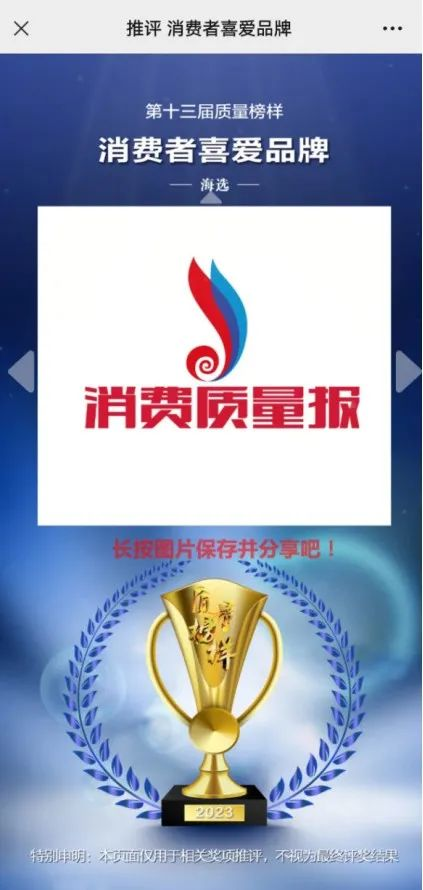 推评 消费者喜爱品牌
第十三届质量榜样
消费者喜爱品牌
海选
消费质量报
长按图片保存并分享吧！
质量
榜样
2023
特别申明：本页面仅用于相关奖项推评，不视为最终评奖结果